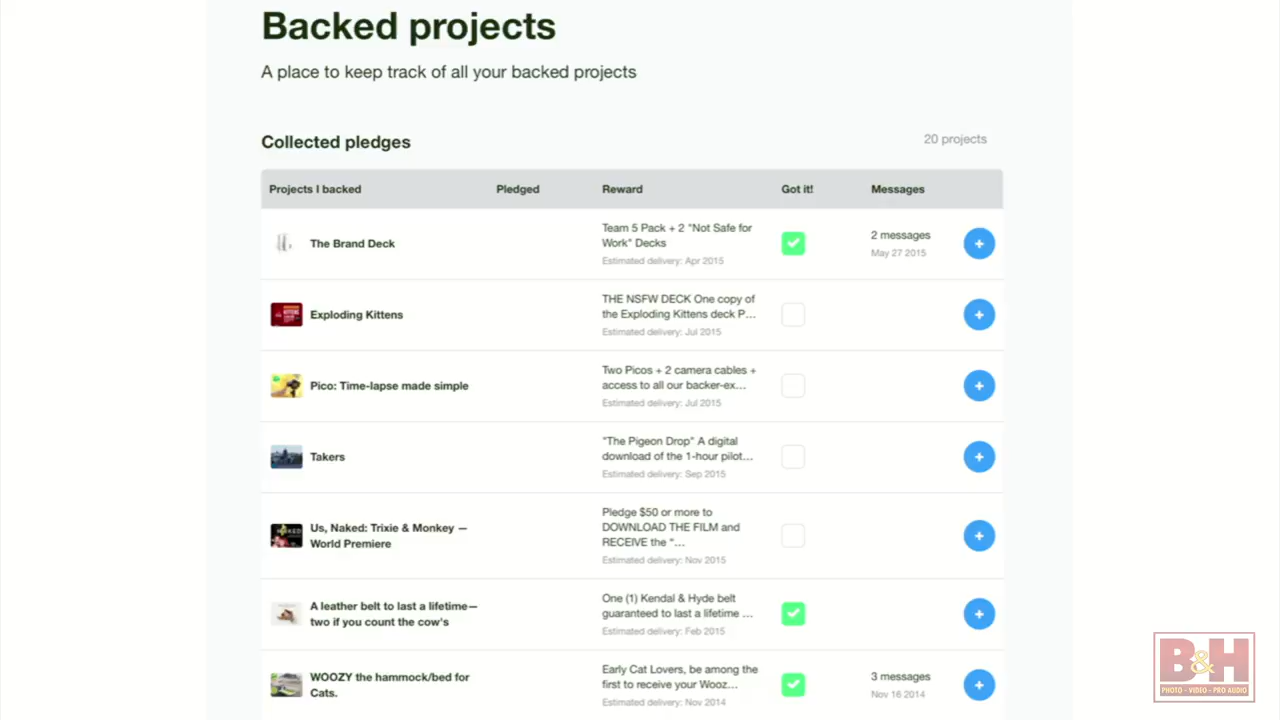 Backed projects
A place to keep track of all your backed projects
Collected pledges
20 projects
Projects I backed
Pledged
Reward
Got it!
Messages
The Brand Deck
Team 5 Pack + 2 "Not Safe for
Work" Decks
Estimated delivery: Apr 2015
2 messages
May 27 2015
Exploding Kittens
THE NSFW DECK One copy of
the Exploding Kittens deck P...
Estimated delivery: Jul 2015
Pico: Time-lapse made simple
Two Picos + 2 camera cables +
access to all our backer-ex...
Estimated delivery: Jul 2015
Takers
"The Pigeon Drop" A digital
download of the 1-hour pilot...
Estimated delivery: Sep 2015
Us, Naked: Trixie & Monkey —
World Premiere
Pledge $50 or more to
DOWNLOAD THE FILM and
RECEIVE the "...
Estimated delivery: Nov 2015
A leather belt to last a lifetime—
two if you count the cow's
One (1) Kendal & Hyde belt
guaranteed to last a lifetime ...
Estimated delivery: Feb 2015
WOOZY the hammock/bed for
Cats.
Early Cat Lovers, be among the
first to receive your Wooz...
Estimated delivery: Nov 2014
3 messages
Nov 16 2014
B&H
PHOTO - VIDEO - PRO AUDIO